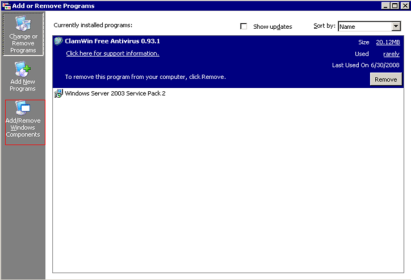 Add or Remove Programs
Change or
Remove
Programs
Add New
Programs
Add/Remove
Windows
Components
Currently installed programs:
Show updates
Sort by: Name
ClamWin Free Antivirus 0.93.1
Size 20.12MB
Click here for support information.
Used rarely
Last Used On 6/30/2008
To remove this program from your computer, click Remove.
Remove
Windows Server 2003 Service Pack 2